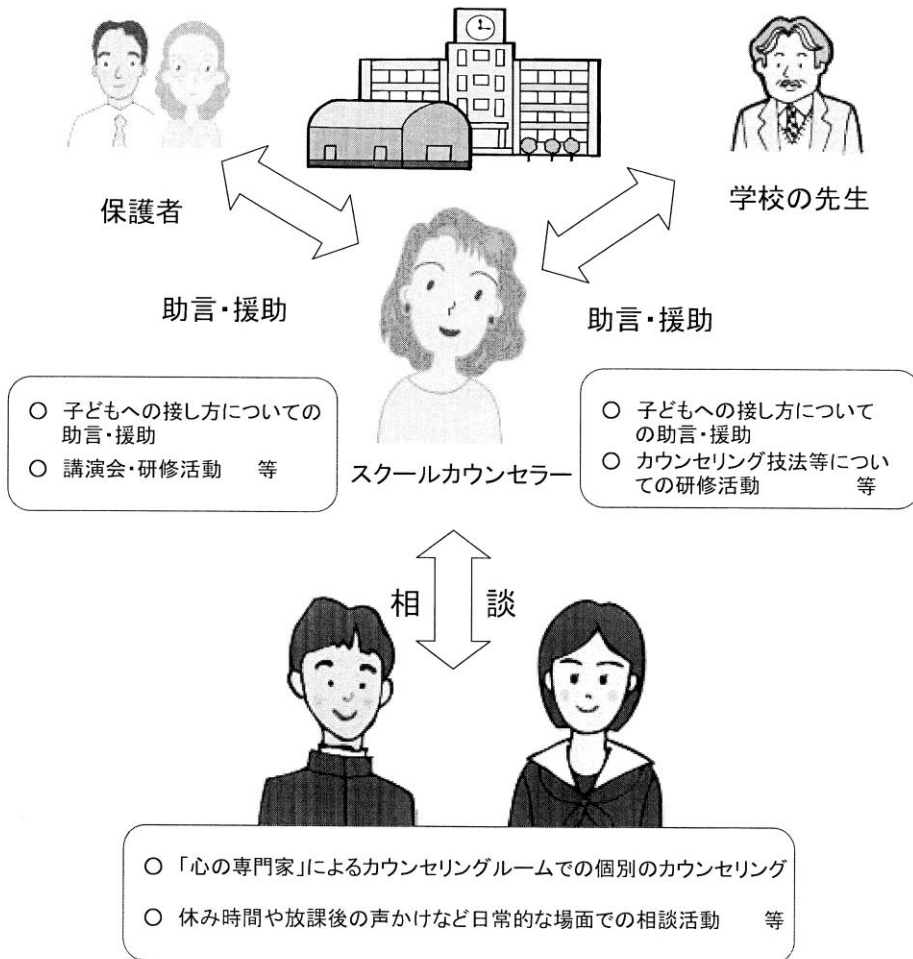 保護者
学校の先生
助言・援助
助言・援助
○ 子どもへの接し方についての
助言・援助
○ 講演会・研修活動 等
スクールカウンセラー
○ 子どもへの接し方について
の助言・援助
○ カウンセリング技法等につい
ての研修活動 等
相 談
○ 「心の専門家」によるカウンセリングルームでの個別のカウンセリング
○ 休み時間や放課後の声かけなど日常的な場面での相談活動 等